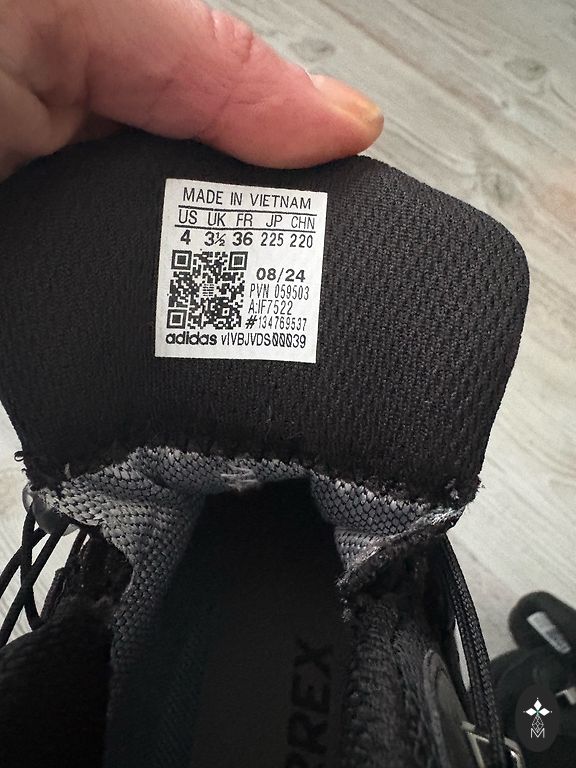 MADE IN VIETNAM
US UK FR JP CHN
4 3½ 36 225 220
08/24
PVN 059503
A:IF7522
#134769537
adidas vIVBJVDS00039
RREX
M